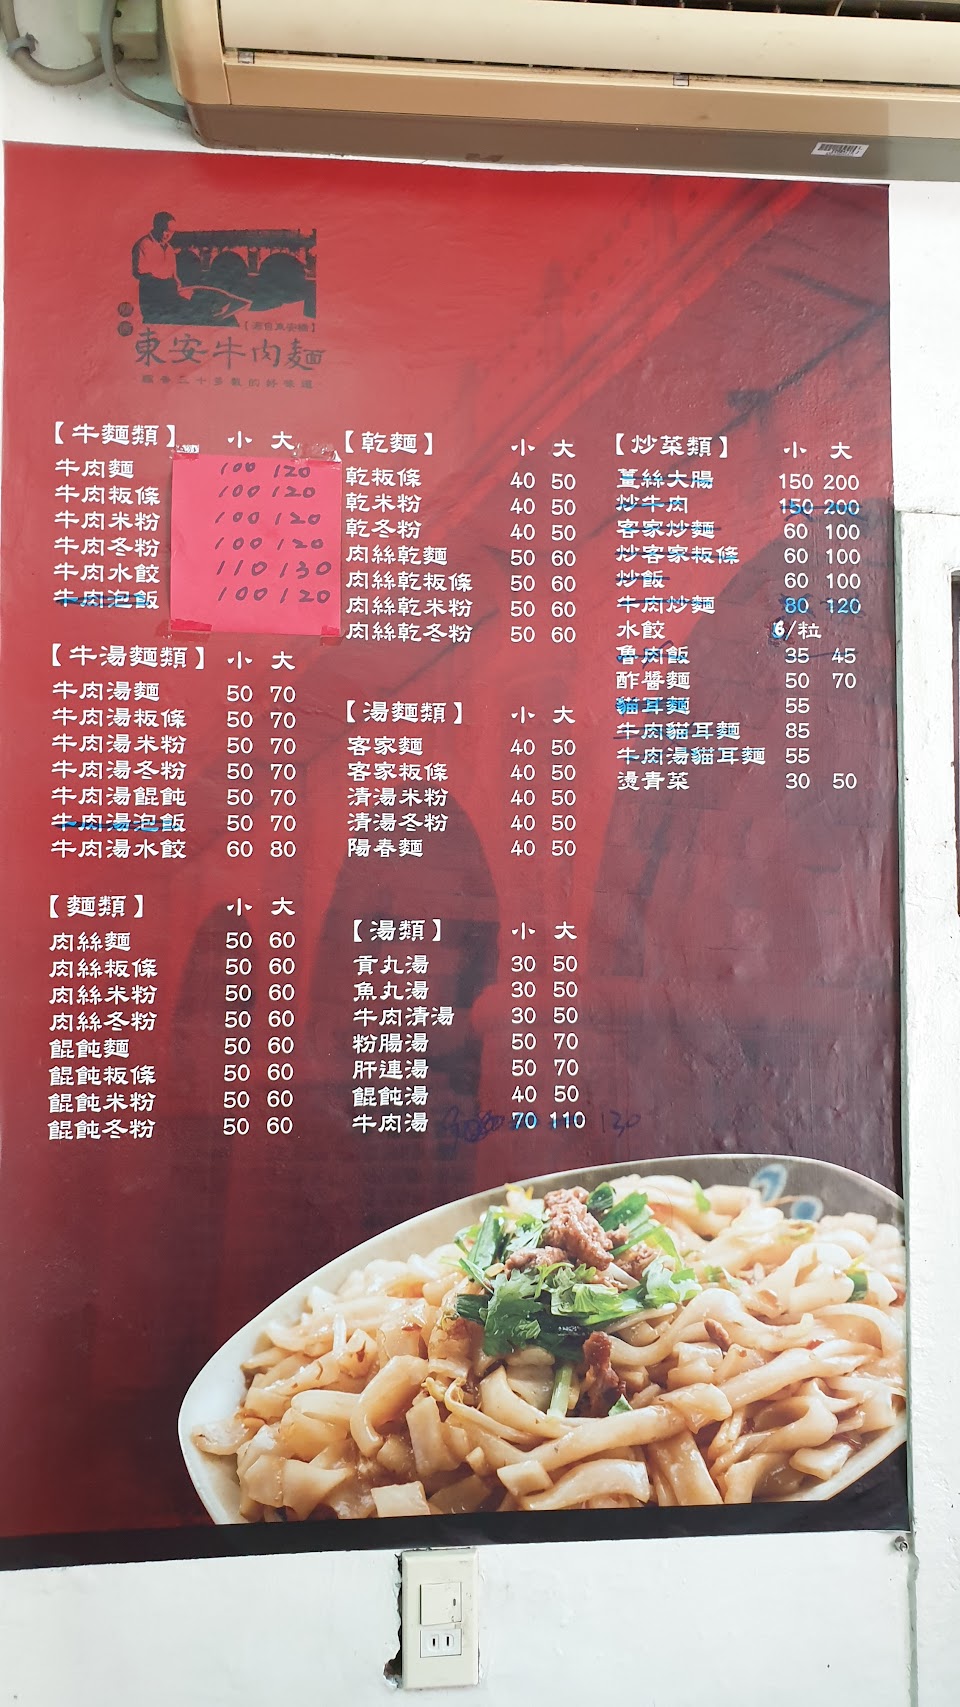 【源自東安橋】
東安牛肉麵
飄香三十多載的好味道
【牛麵類】 小 大
牛肉麵 100 120
牛肉板條 100 120
牛肉米粉 100 120
牛肉冬粉 100 120
牛肉水餃 110 130
牛肉泡飯 100 120
【牛湯麵類】 小 大
牛肉湯麵 50 70
牛肉湯板條 50 70
牛肉湯米粉 50 70
牛肉湯冬粉 50 70
牛肉湯餛飩 50 70
牛肉湯泡飯 50 70
牛肉湯水餃 60 80
【麵類】 小 大
肉絲麵 50 60
肉絲板條 50 60
肉絲米粉 50 60
肉絲冬粉 50 60
餛飩麵 50 60
餛飩板條 50 60
餛飩米粉 50 60
餛飩冬粉 50 60
【乾麵】 小 大
乾板條 40 50
乾米粉 40 50
乾冬粉 40 50
肉絲乾麵 50 60
肉絲乾板條 50 60
肉絲乾米粉 50 60
肉絲乾冬粉 50 60
【湯麵類】 小 大
客家麵 40 50
客家板條 40 50
清湯米粉 40 50
清湯冬粉 40 50
陽春麵 40 50
【湯類】 小 大
貢丸湯 30 50
魚丸湯 30 50
牛肉清湯 30 50
粉腸湯 50 70
肝連湯 50 70
餛飩湯 40 50
牛肉湯 70 110 130
【炒菜類】 小 大
薑絲大腸 150 200
炒牛肉 150 200
客家炒麵 60 100
炒客家板條 60 100
炒飯 60 100
牛肉炒麵 80 120
水餃 6/粒
魯肉飯 35 45
酢醬麵 50 70
貓耳麵 55
牛肉貓耳麵 85
牛肉湯貓耳麵 55
燙青菜 30 50